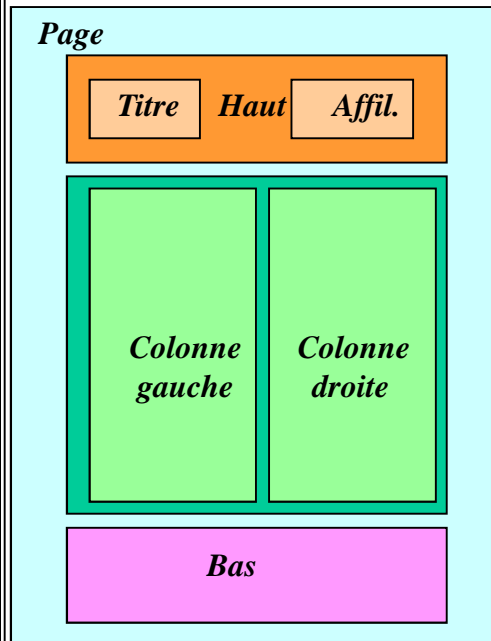 Page
Titre Haut Affil.
Colonne gauche
Colonne droite
Bas